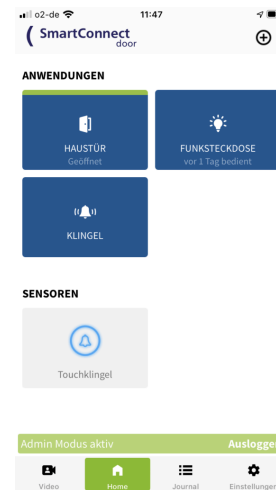 o2-de 11:47
SmartConnect
door
ANWENDUNGEN
HAUSTÜR
Geöffnet
FUNKSTECKDOSE
vor 1 Tag bedient
KLINGEL
SENSOREN
Touchklingel
Admin Modus aktiv Auslogge
Video Home Journal Einstellungen